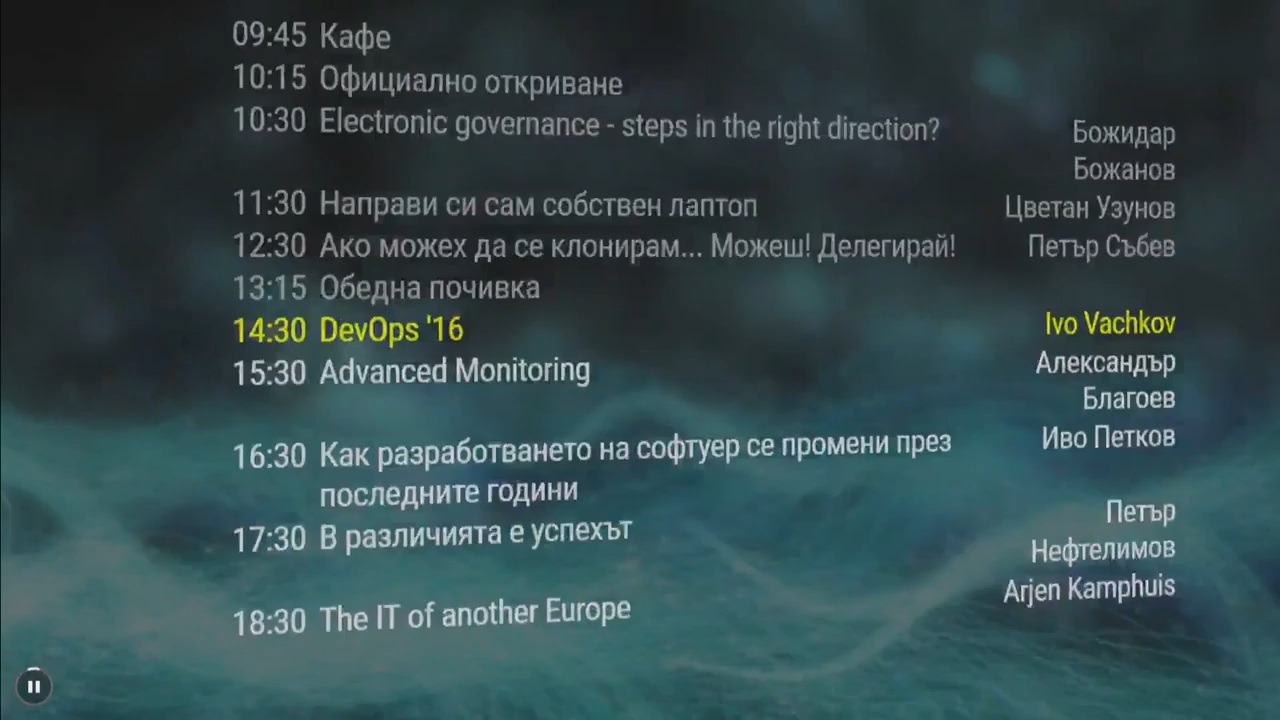 09:45 Кафе
10:15 Официално откриване
10:30 Electronic governance - steps in the right direction? Божидар
Божанов
11:30 Направи си сам собствен лаптоп Цветан Узунов
12:30 Ако можех да се клонирам... Можеш! Делегирай! Петър Събев
13:15 Обедна почивка
14:30 DevOps '16 Ivo Vachkov
15:30 Advanced Monitoring Александър
Благоев
16:30 Как разработването на софтуер се промени през Иво Петков
последните години
17:30 В различията е успехът Петър
Нефтелимов
18:30 The IT of another Europe Arjen Kamphuis